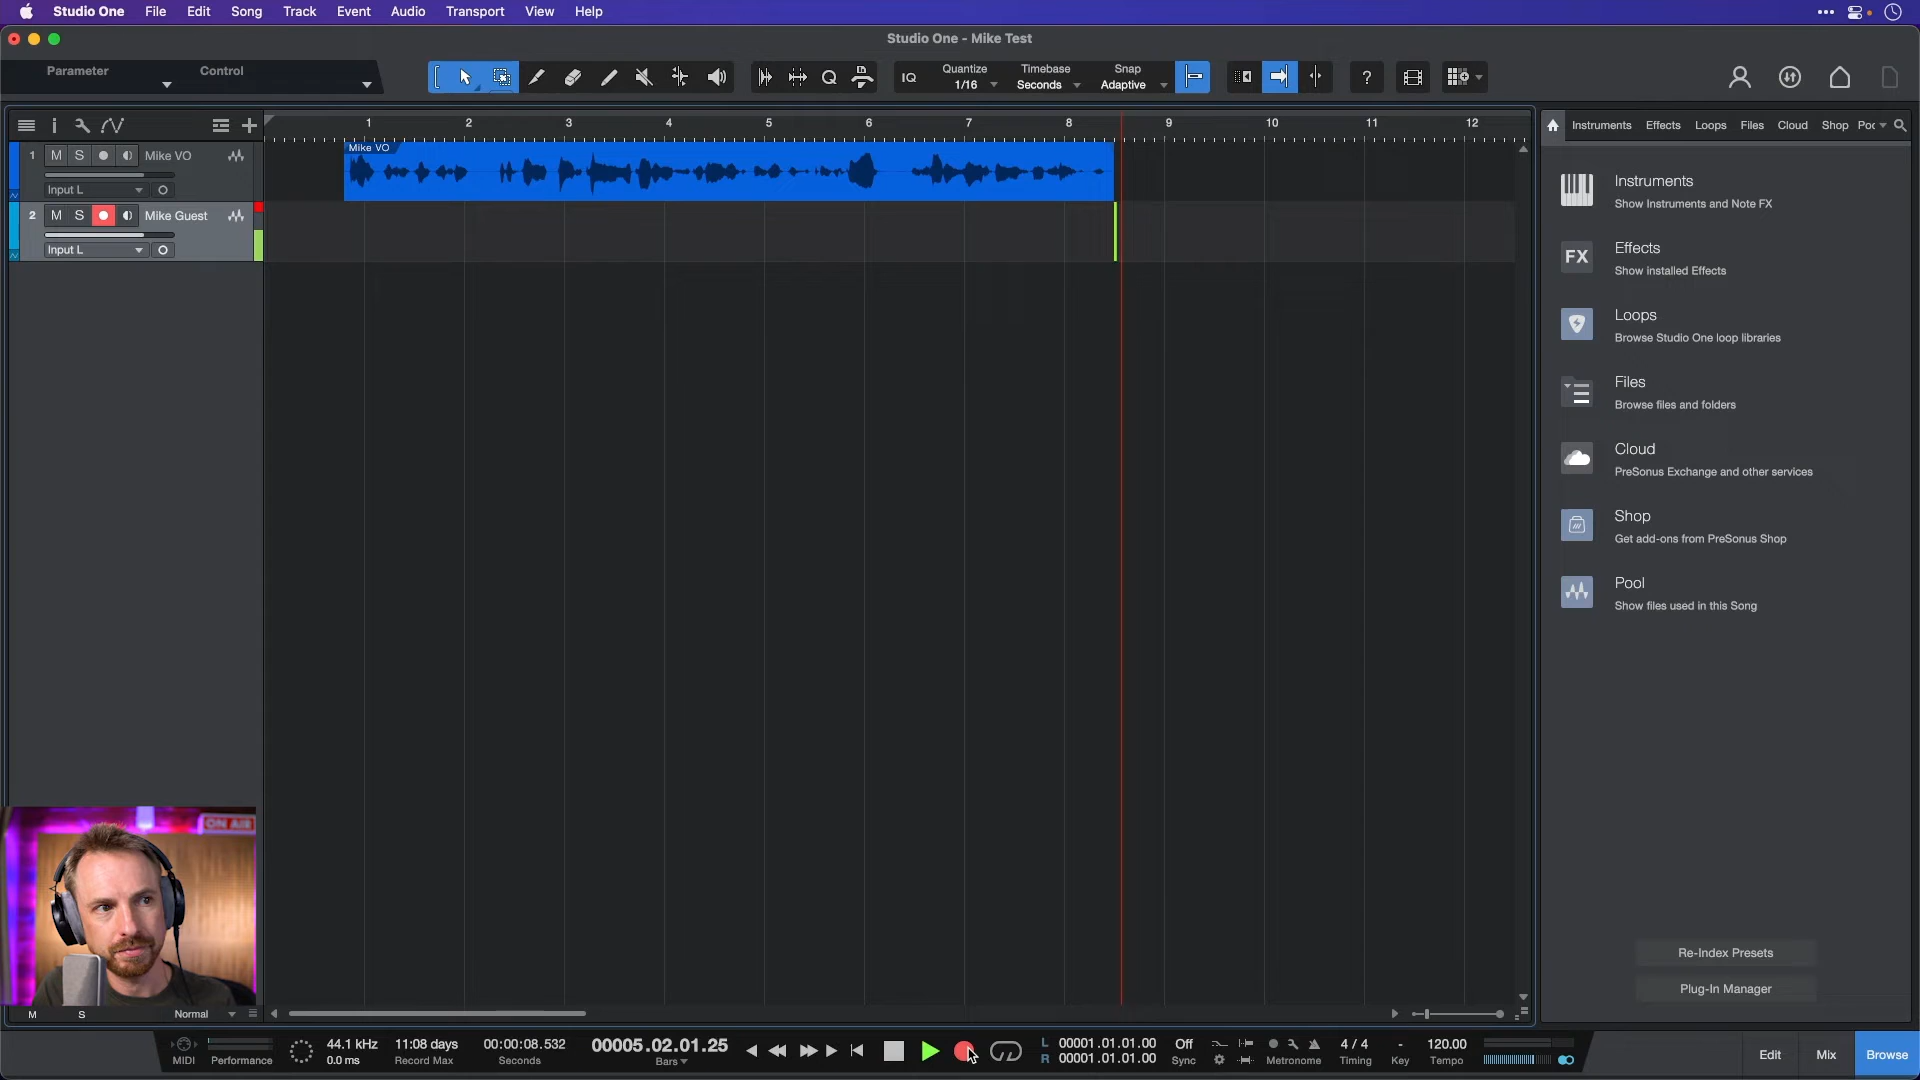 Studio One File Edit Song Track Event Audio Transport View Help
Studio One - Mike Test
Parameter Control
IQ Quantize 1/16 Timebase Seconds Snap Adaptive ?
1 2 3 4 5 6 7 8 9 10 11 12
1 M S Mike VO
Input L
2 M S Mike Guest
Input L
Mike VO
Instruments Effects Loops Files Cloud Shop Poo
Instruments
Show Instruments and Note FX
FX
Effects
Show installed Effects
Loops
Browse Studio One loop libraries
Files
Browse files and folders
Cloud
PreSonus Exchange and other services
Shop
Get add-ons from PreSonus Shop
Pool
Show files used in this Song
Re-Index Presets
Plug-In Manager
ON AIR
M S Normal
MIDI
Performance
44.1 kHz
0.0 ms
11:08 days
Record Max
00:00:08.532
Seconds
00005.02.01.25
Bars
L 00001.01.01.00
R 00001.01.01.00
Off
Sync
Metronome
4 / 4
Timing
-
Key
120.00
Tempo
Edit Mix Browse